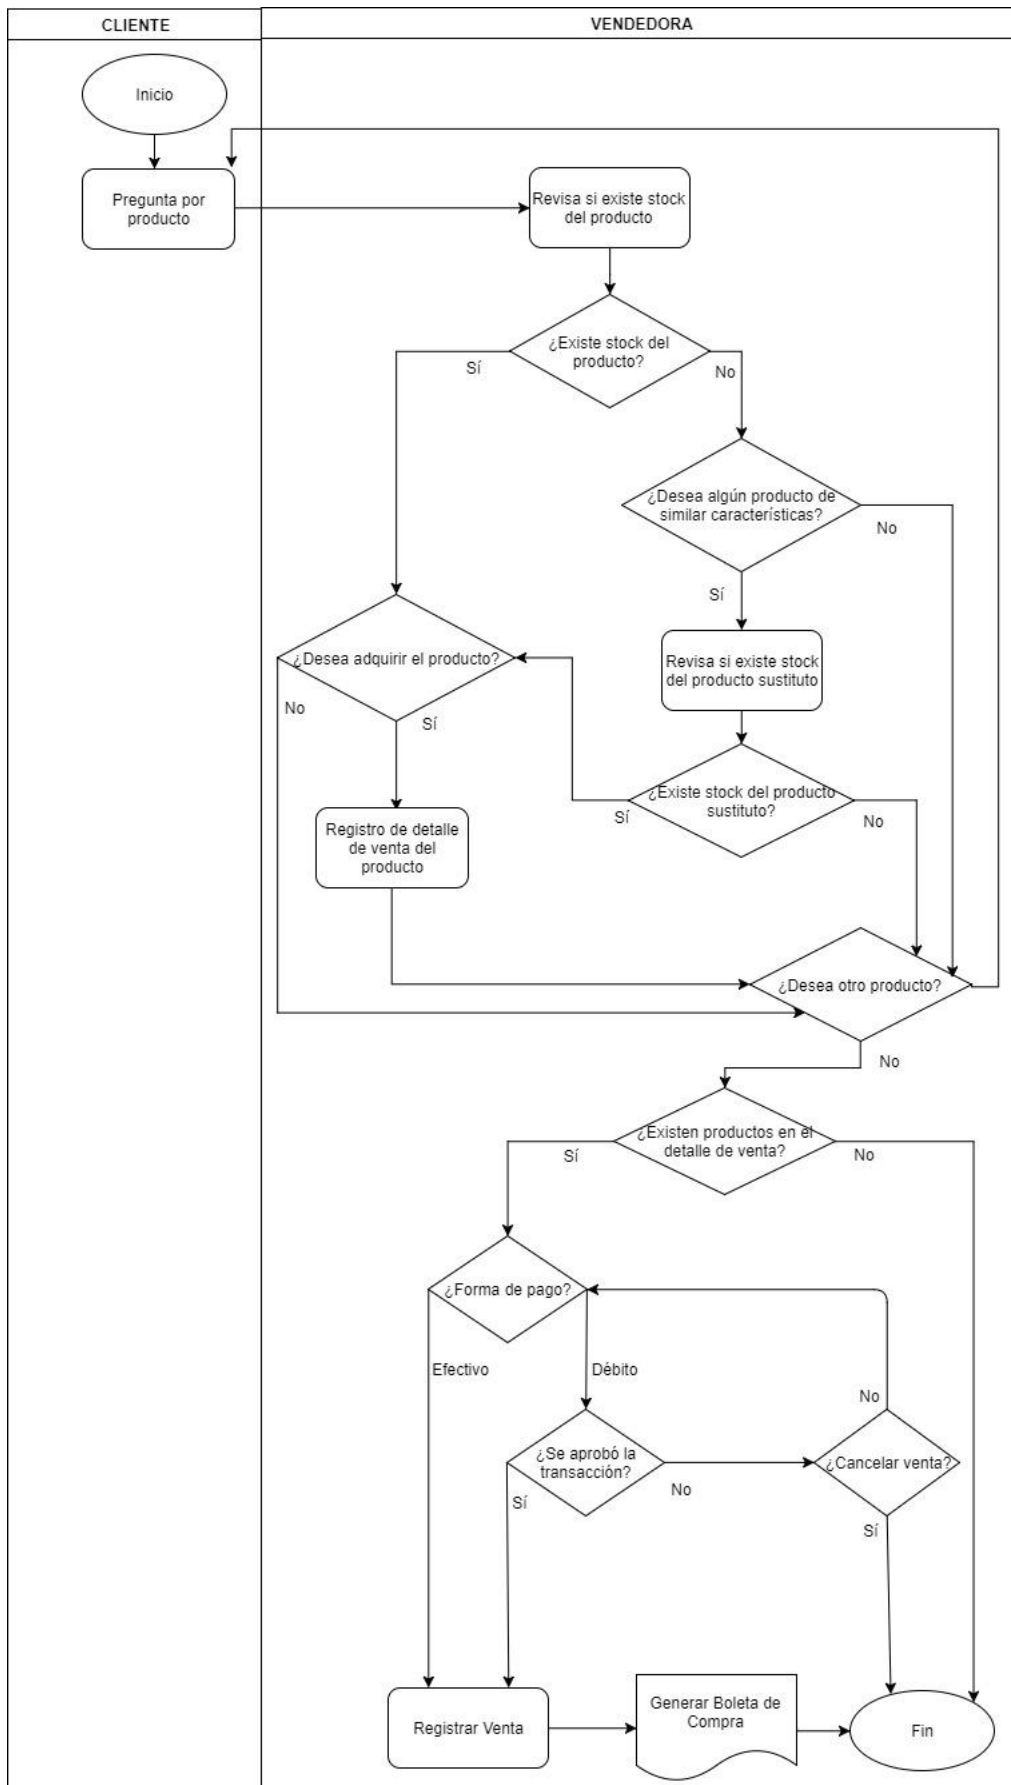 CLIENTE
VENDEDORA
Inicio
Pregunta por
producto
Revisa si existe stock
del producto
¿Existe stock del
producto?
Sí
No
¿Desea algún producto de
similar características?
No
Sí
¿Desea adquirir el producto?
Revisa si existe stock
del producto sustituto
No
Sí
¿Existe stock del producto
sustituto?
Sí
No
Registro de detalle
de venta del
producto
¿Desea otro producto?
No
¿Existen productos en el
detalle de venta?
Sí
No
¿Forma de pago?
Efectivo
Débito
No
¿Se aprobó la
transacción?
¿Cancelar venta?
Sí
No
Sí
Registrar Venta
Generar Boleta de
Compra
Fin